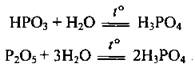 HPO₃ + H₂O ⇌ H₃PO₄ (t°)
P₂O₅ + 3H₂O ⇌ 2H₃PO₄ (t°)